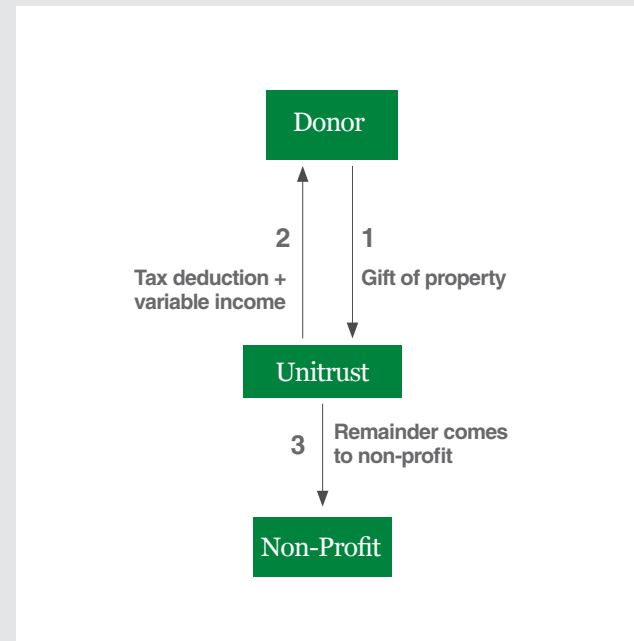 Donor
2
1
Tax deduction +
variable income
Gift of property
Unitrust
3
Remainder comes
to non-profit
Non-Profit